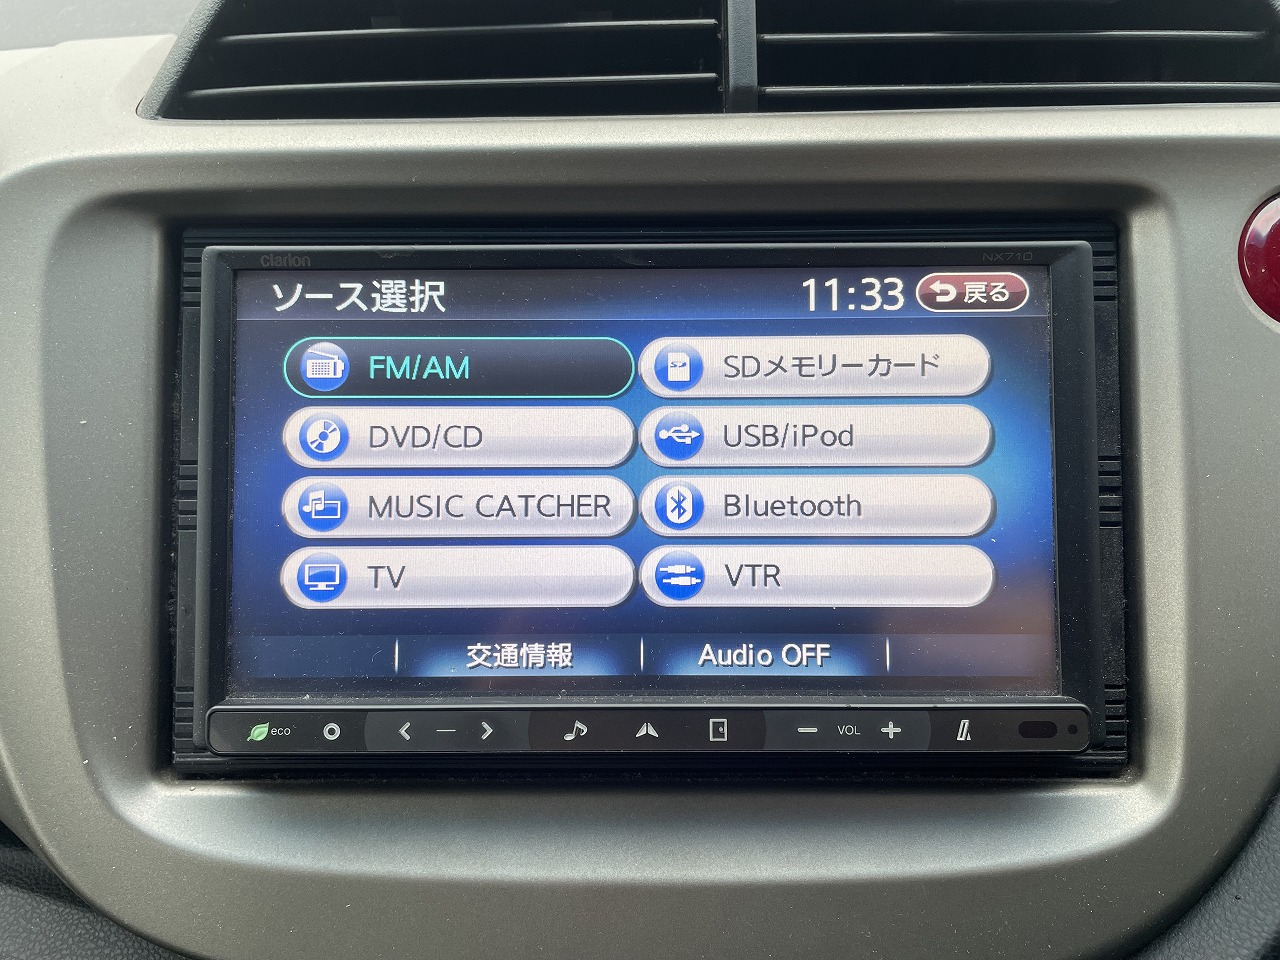 clarion
NX710
ソース選択
11:33
戻る
FM/AM
SDメモリーカード
DVD/CD
USB/iPod
MUSIC CATCHER
Bluetooth
TV
VTR
交通情報
Audio OFF
eco
VOL